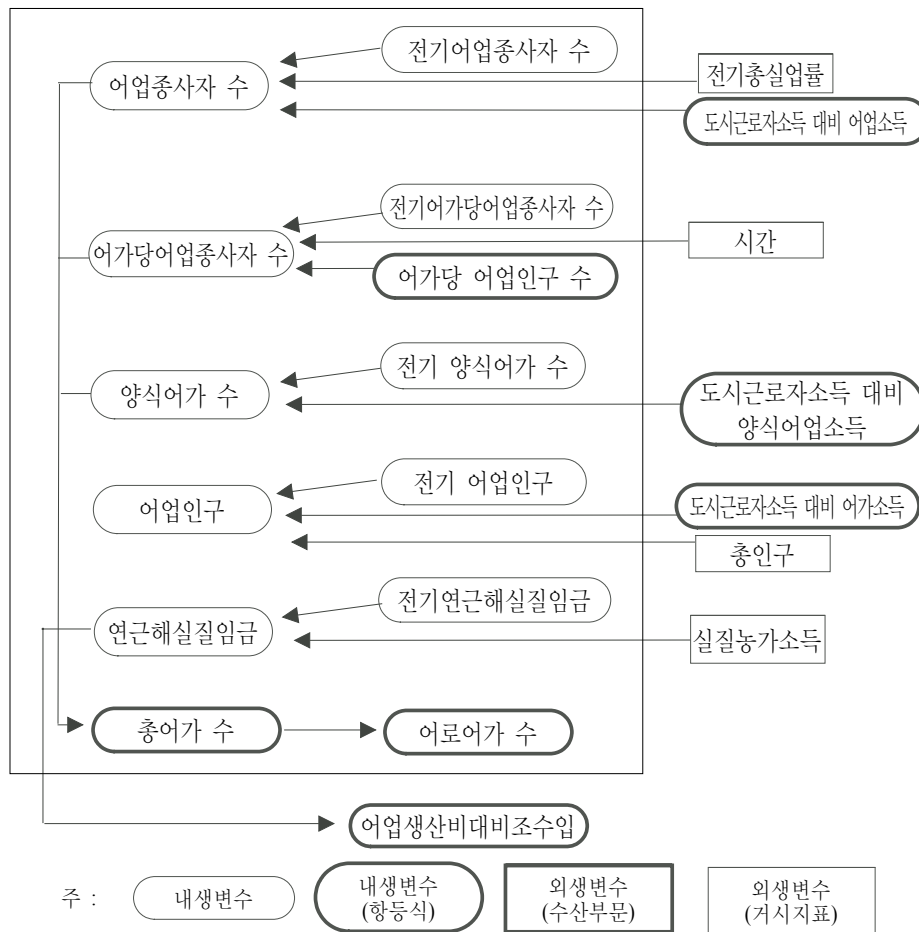 전기어업종사자 수
어업종사자 수
전기총실업률
도시근로자소득 대비 어업소득
전기어가당어업종사자 수
시간
어가당어업종사자 수
어가당 어업인구 수
전기 양식어가 수
양식어가 수
도시근로자소득 대비
양식어업소득
전기 어업인구
어업인구
도시근로자소득 대비 어가소득
총인구
전기연근해실질임금
연근해실질임금
실질농가소득
총어가 수
어로어가 수
어업생산비대비조수입
주 :
내생변수
내생변수
(항등식)
외생변수
(수산부문)
외생변수
(거시지표)